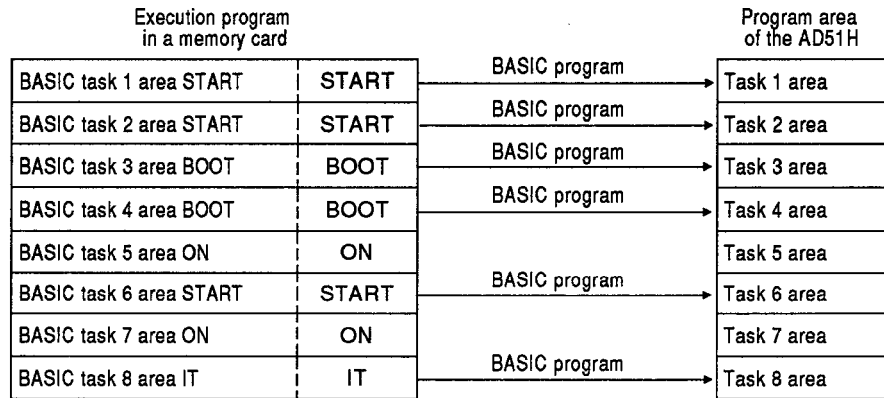 Execution program
in a memory card
Program area
of the AD51H
BASIC task 1 area START START BASIC program Task 1 area
BASIC task 2 area START START BASIC program Task 2 area
BASIC task 3 area BOOT BOOT BASIC program Task 3 area
BASIC task 4 area BOOT BOOT BASIC program Task 4 area
BASIC task 5 area ON ON Task 5 area
BASIC task 6 area START START BASIC program Task 6 area
BASIC task 7 area ON ON Task 7 area
BASIC task 8 area IT IT BASIC program Task 8 area